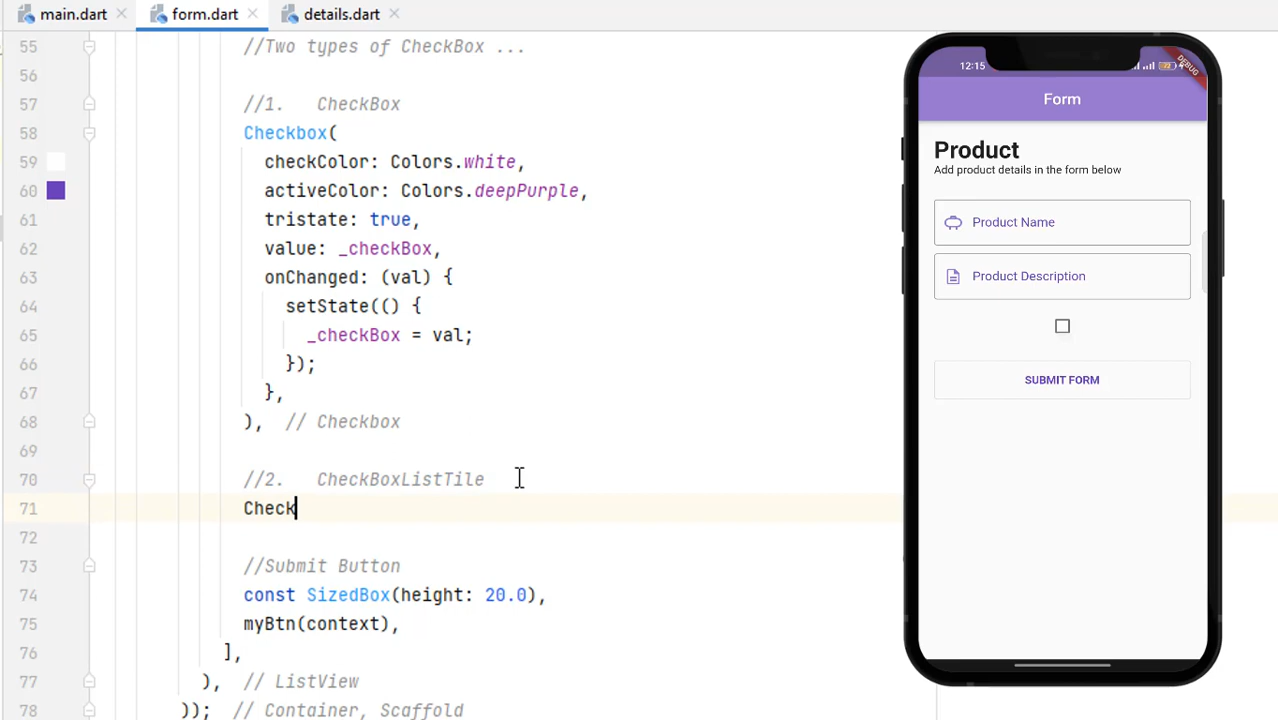 main.dart form.dart details.dart
55 //Two types of CheckBox ...
56
57 //1. CheckBox
58 Checkbox(
59 checkColor: Colors.white,
60 activeColor: Colors.deepPurple,
61 tristate: true,
62 value: _checkBox,
63 onChanged: (val) {
64 setState(() {
65 _checkBox = val;
66 });
67 },
68 ), // Checkbox
69
70 //2. CheckBoxListTile
71 Check
72
73 //Submit Button
74 const SizedBox(height: 20.0),
75 myBtn(context),
76 ],
77 ), // ListView
78 )); // Container, Scaffold
12:15
72
DEBUG
Form
Product
Add product details in the form below
Product Name
Product Description
SUBMIT FORM